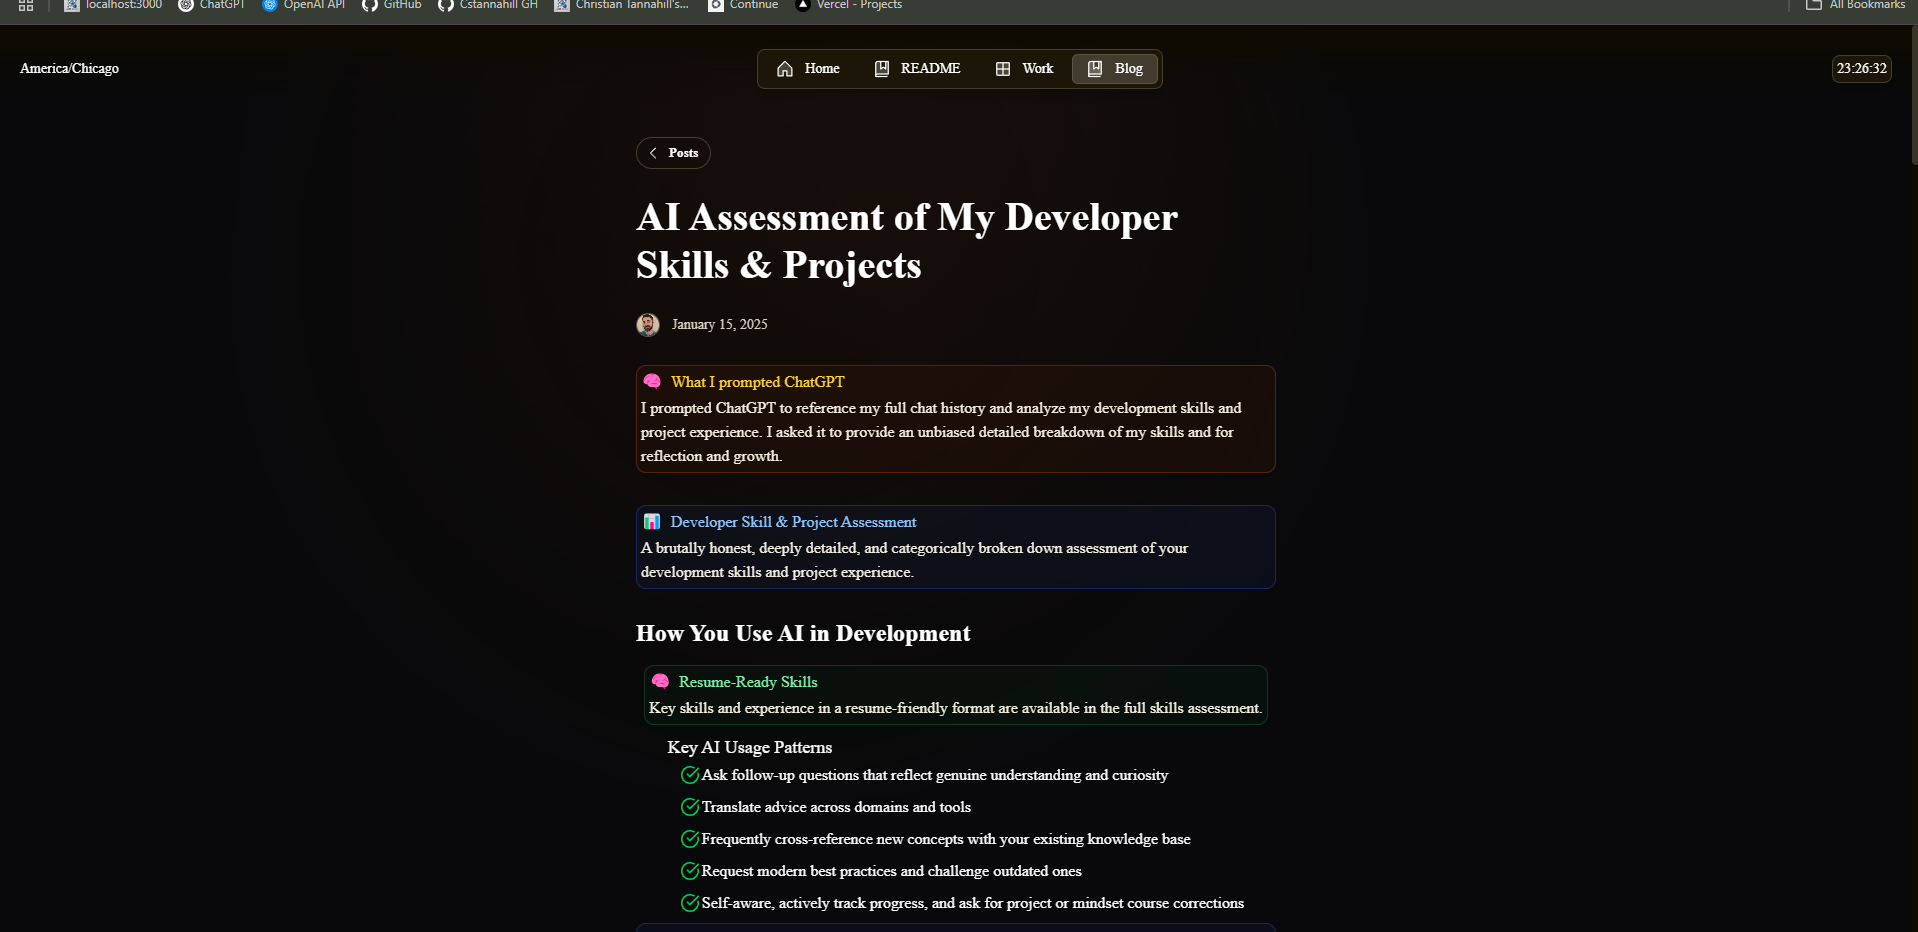 localhost:3000 ChatGPT OpenAI API GitHub Cstannahill GH Christian Tannahill's... Continue Vercel - Projects All Bookmarks
America/Chicago Home README Work Blog 23:26:32
Posts
AI Assessment of My Developer
Skills & Projects
January 15, 2025
What I prompted ChatGPT
I prompted ChatGPT to reference my full chat history and analyze my development skills and
project experience. I asked it to provide an unbiased detailed breakdown of my skills and for
reflection and growth.
Developer Skill & Project Assessment
A brutally honest, deeply detailed, and categorically broken down assessment of your
development skills and project experience.
How You Use AI in Development
Resume-Ready Skills
Key skills and experience in a resume-friendly format are available in the full skills assessment.
Key AI Usage Patterns
Ask follow-up questions that reflect genuine understanding and curiosity
Translate advice across domains and tools
Frequently cross-reference new concepts with your existing knowledge base
Request modern best practices and challenge outdated ones
Self-aware, actively track progress, and ask for project or mindset course corrections